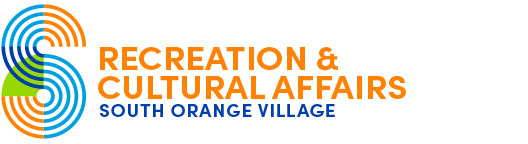 RECREATION &
CULTURAL AFFAIRS
SOUTH ORANGE VILLAGE